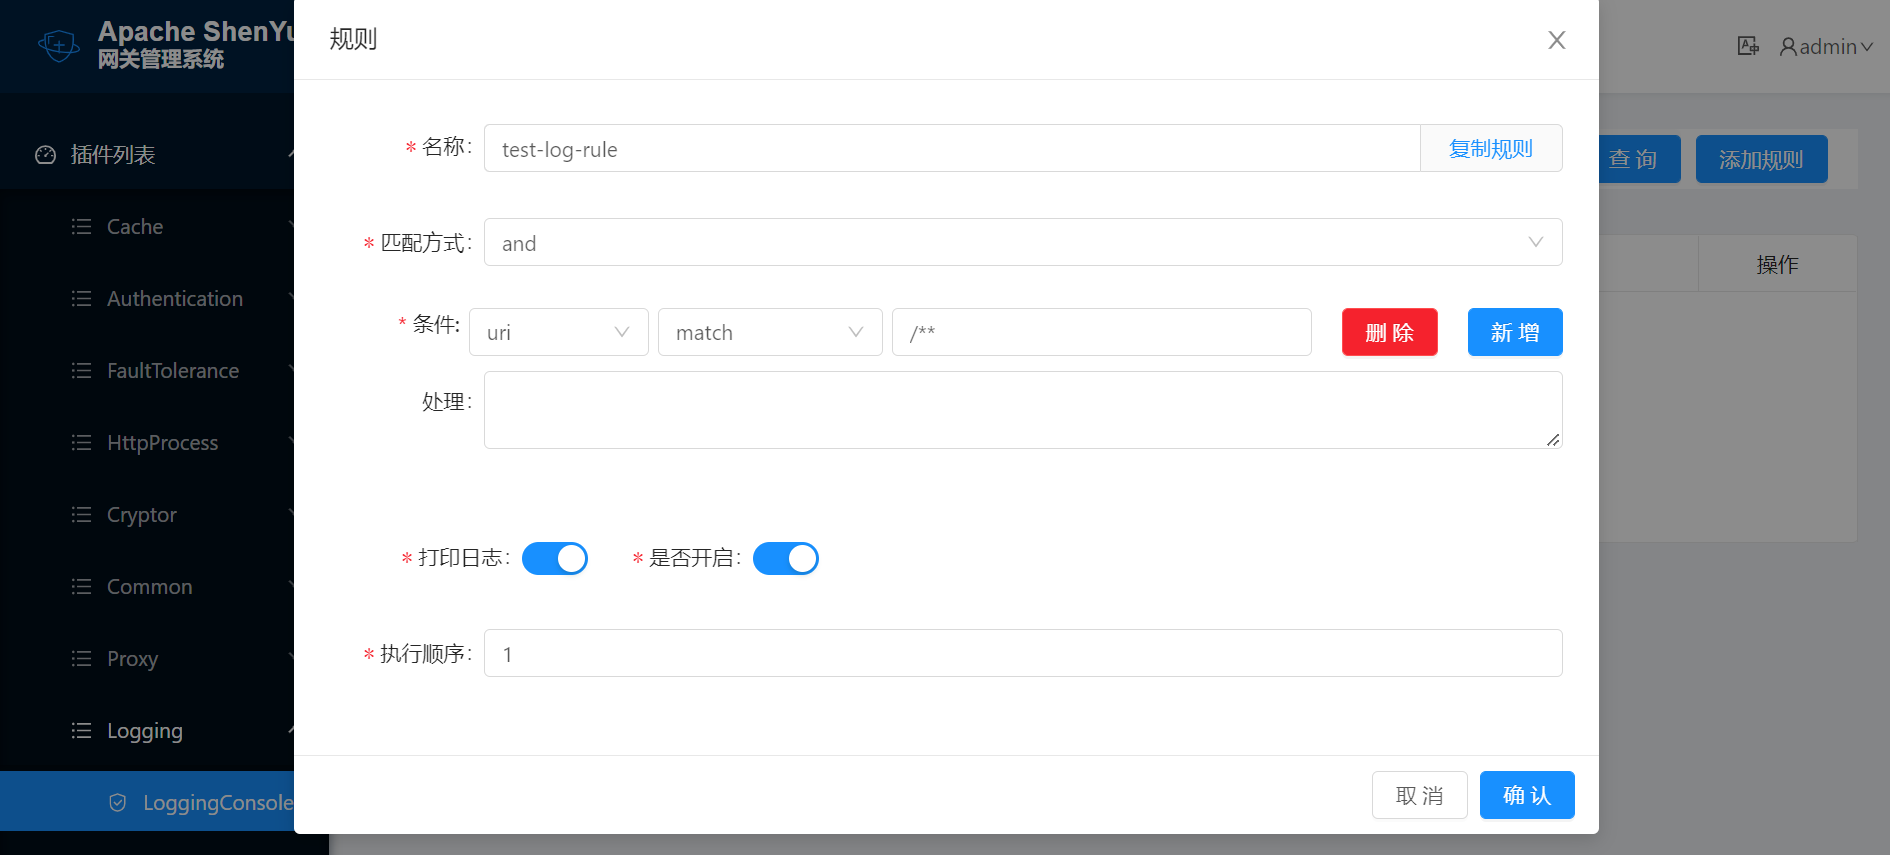 Apache ShenYu
网关管理系统
admin
插件列表
Cache
Authentication
FaultTolerance
HttpProcess
Cryptor
Common
Proxy
Logging
LoggingConsole
规则
* 名称:
test-log-rule
复制规则
* 匹配方式:
and
* 条件:
uri
match
/**
删 除
新 增
处理:
* 打印日志:
* 是否开启:
* 执行顺序:
1
取 消
确 认
查 询
添加规则
操作